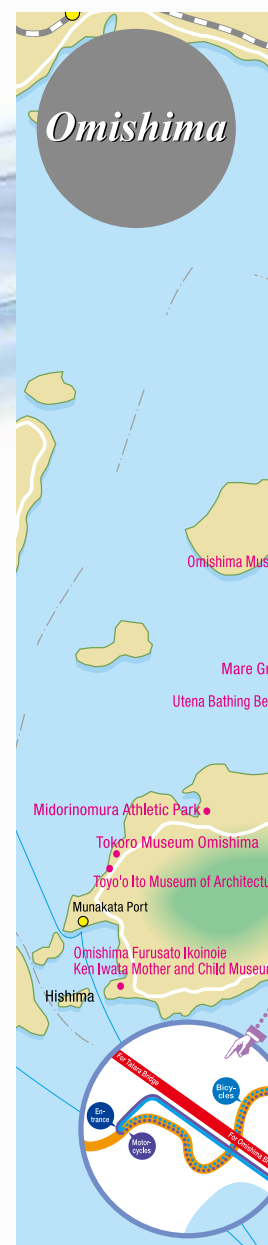 Omishima
Omishima Mus
Mare Gr
Utena Bathing Be
Midorinomura Athletic Park
Tokoro Museum Omishima
Toyo'o Ito Museum of Architectu
Munakata Port
Omishima Furusato Ikoinoie
Ken Iwata Mother and Child Museum
Hishima
For Tatara Bridge
Bicy-
cles
En-
trance
Motor-
cycles
For Omishima B